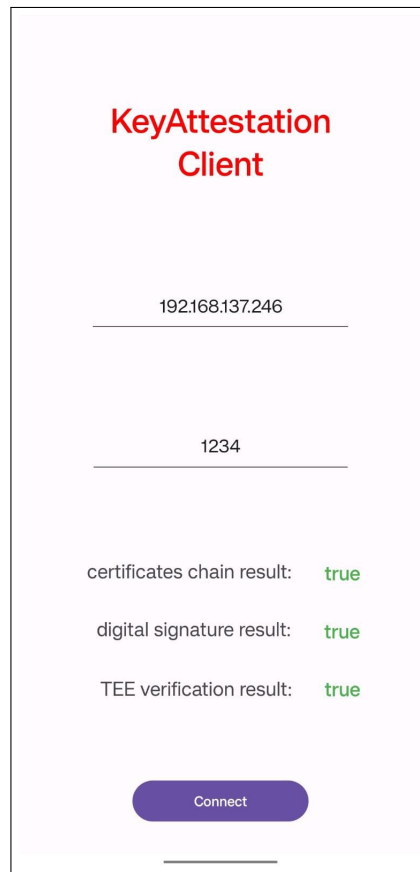 KeyAttestation
Client
192.168.137.246
1234
certificates chain result: true
digital signature result: true
TEE verification result: true
Connect